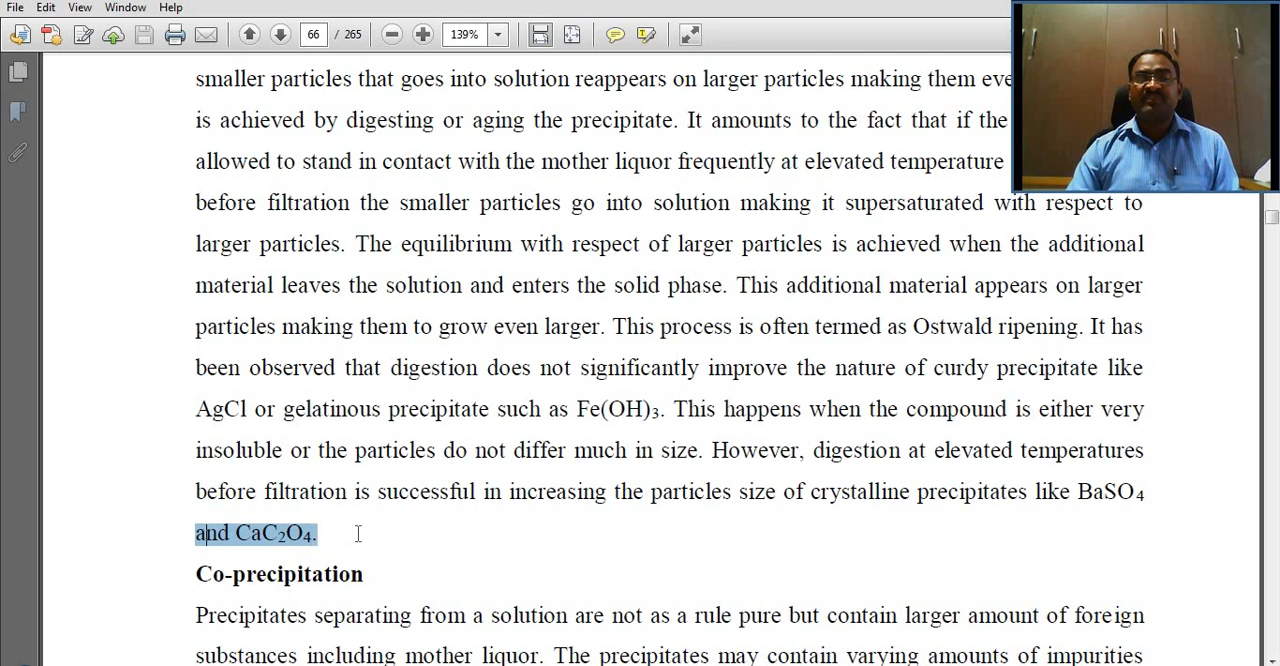 File Edit View Window Help
66 / 265 139%
smaller particles that goes into solution reappears on larger particles making them
is achieved by digesting or aging the precipitate. It amounts to the fact that if the
allowed to stand in contact with the mother liquor frequently at elevated temperature
before filtration the smaller particles go into solution making it supersaturated with respect to
larger particles. The equilibrium with respect of larger particles is achieved when the additional
material leaves the solution and enters the solid phase. This additional material appears on larger
particles making them to grow even larger. This process is often termed as Ostwald ripening. It has
been observed that digestion does not significantly improve the nature of curdy precipitate like
AgCl or gelatinous precipitate such as Fe(OH)₃. This happens when the compound is either very
insoluble or the particles do not differ much in size. However, digestion at elevated temperatures
before filtration is successful in increasing the particles size of crystalline precipitates like BaSO₄
and CaC₂O₄.
Co-precipitation
Precipitates separating from a solution are not as a rule pure but contain larger amount of foreign
substances including mother liquor. The precipitates may contain varying amounts of impurities